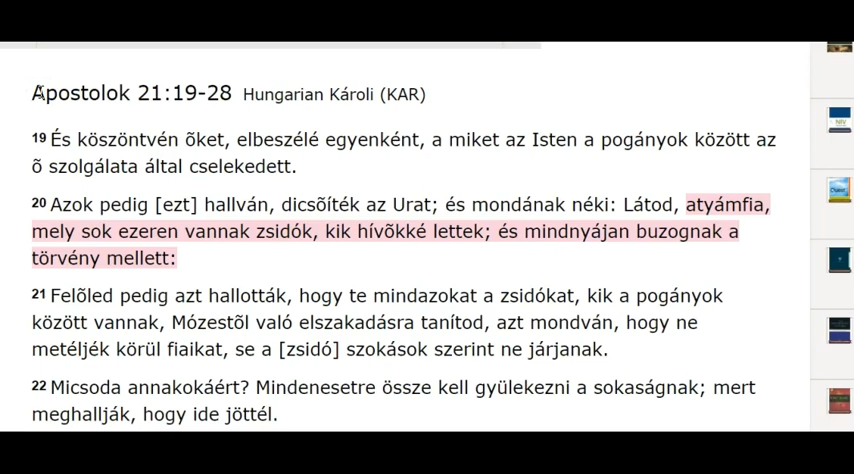 Apostolok 21:19-28 Hungarian Károli (KAR)
19 És köszöntvén õket, elbeszélé egyenként, a miket az Isten a pogányok között az
õ szolgálata által cselekedett.
20 Azok pedig [ezt] hallván, dicsõíték az Urat; és mondának néki: Látod, atyámfia,
mely sok ezeren vannak zsidók, kik hívõkké lettek; és mindnyájan buzognak a
törvény mellett:
21 Felõled pedig azt hallották, hogy te mindazokat a zsidókat, kik a pogányok
között vannak, Mózestõl való elszakadásra tanítod, azt mondván, hogy ne
metéljék körül fiaikat, se a [zsidó] szokások szerint ne járjanak.
22 Micsoda annakokáért? Mindenesetre össze kell gyülekezni a sokaságnak; mert
meghallják, hogy ide jöttél.
NIV